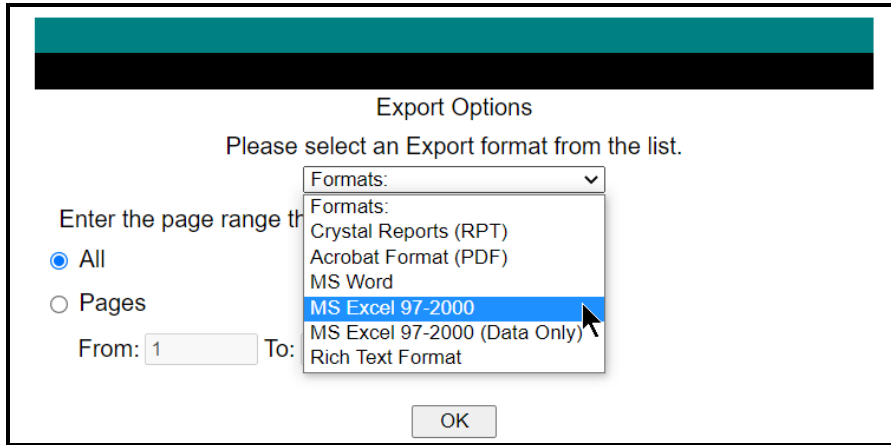 Export Options
Please select an Export format from the list.
Formats:
Formats:
Enter the page range th
Crystal Reports (RPT)
All
Acrobat Format (PDF)
MS Word
Pages
MS Excel 97-2000
MS Excel 97-2000 (Data Only)
From: 1 To:
Rich Text Format
OK